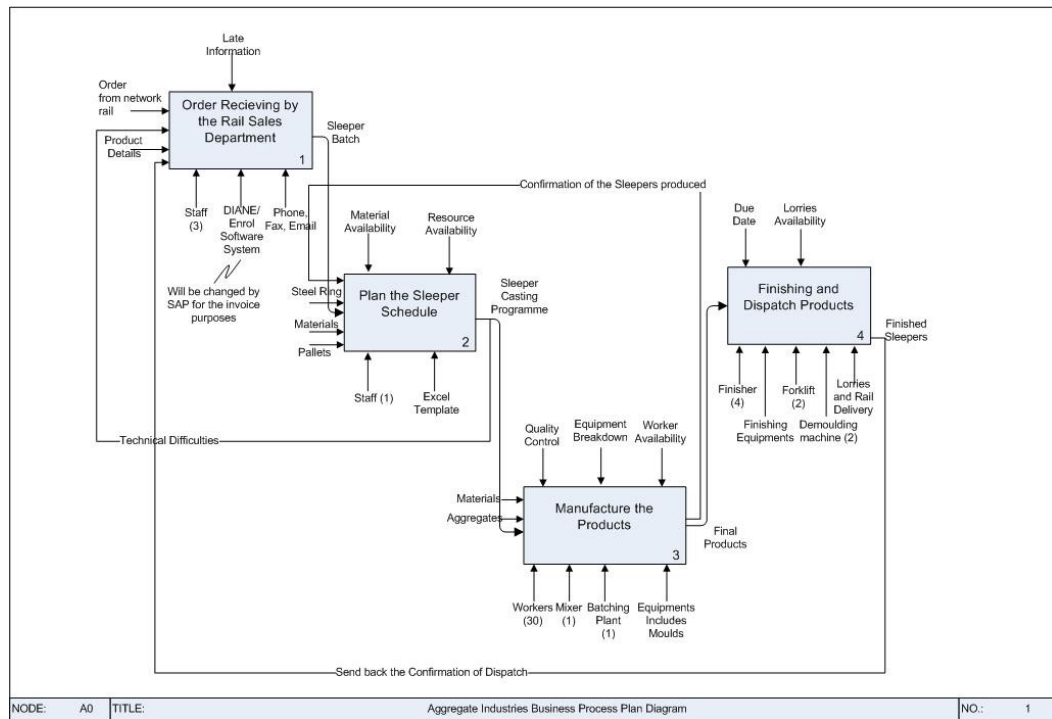 Late
Information
Order
from network
rail
Product
Details
Order Recieving by
the Rail Sales
Department
1
Sleeper
Batch
Staff
(3)
DIANE/
Enrol
Software
System
Phone,
Fax, Email
Will be changed by
SAP for the invoice
purposes
Confirmation of the Sleepers produced
Material
Availability
Resource
Availability
Steel Ring
Materials
Pallets
Plan the Sleeper
Schedule
2
Sleeper
Casting
Programme
Staff (1)
Excel
Template
Technical Difficulties
Quality
Control
Equipment
Breakdown
Worker
Availability
Materials
Aggregates
Manufacture the
Products
3
Final
Products
Workers
(30)
Mixer
(1)
Batching
Plant
(1)
Equipments
Includes
Moulds
Due
Date
Lorries
Availability
Finishing and
Dispatch Products
4
Finished
Sleepers
Finisher
(4)
Finishing
Equipments
Forklift
(2)
Demoulding
machine (2)
Lorries
and Rail
Delivery
Send back the Confirmation of Dispatch
NODE: A0 TITLE: Aggregate Industries Business Process Plan Diagram NO.: 1